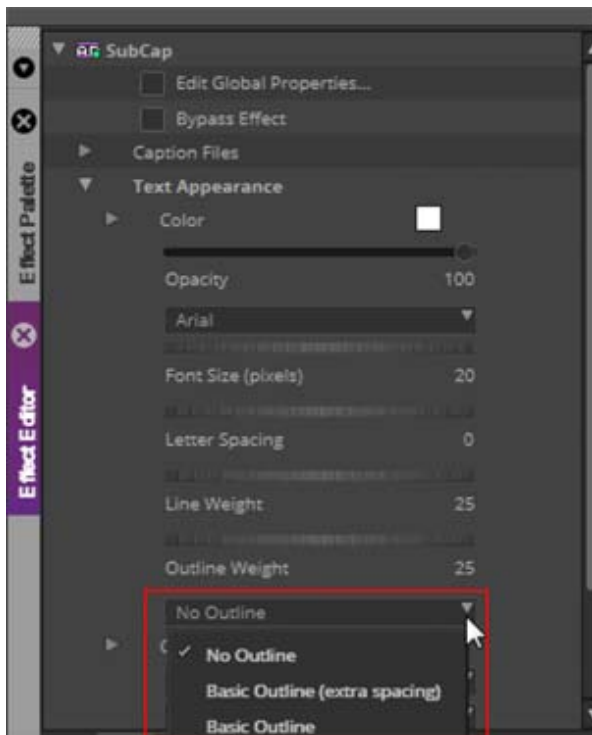 SubCap
Edit Global Properties...
Bypass Effect
Caption Files
Text Appearance
Color
Opacity 100
Arial
Font Size (pixels) 20
Letter Spacing 0
Line Weight 25
Outline Weight 25
No Outline
No Outline
Basic Outline (extra spacing)
Basic Outline
Effect Palette
Effect Editor